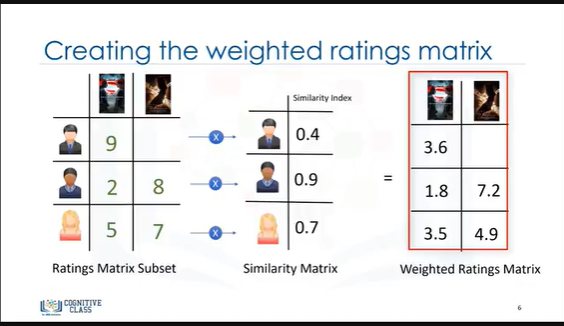 Creating the weighted ratings matrix
Similarity Index
9
2 8
5 7
X
X
X
0.4
0.9
0.7
=
3.6
1.8 7.2
3.5 4.9
Ratings Matrix Subset
Similarity Matrix
Weighted Ratings Matrix
COGNITIVE
CLASS
6